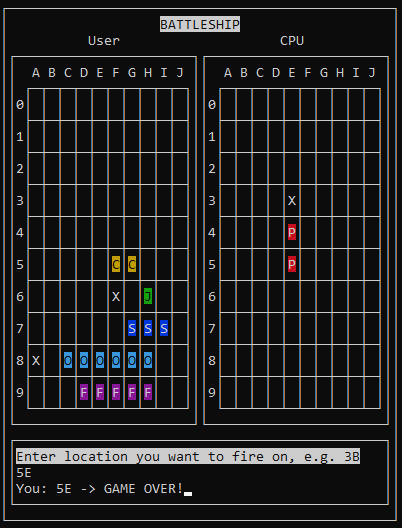 BATTLESHIP
User CPU
A B C D E F G H I J A B C D E F G H I J
0 0
1 1
2 2
3 3 X
4 4 P
5 C C 5 P
6 X J 6
7 S S S 7
8 X O O O O O O 8
9 F F F F F 9
Enter location you want to fire on, e.g. 3B
5E
You: 5E -> GAME OVER!